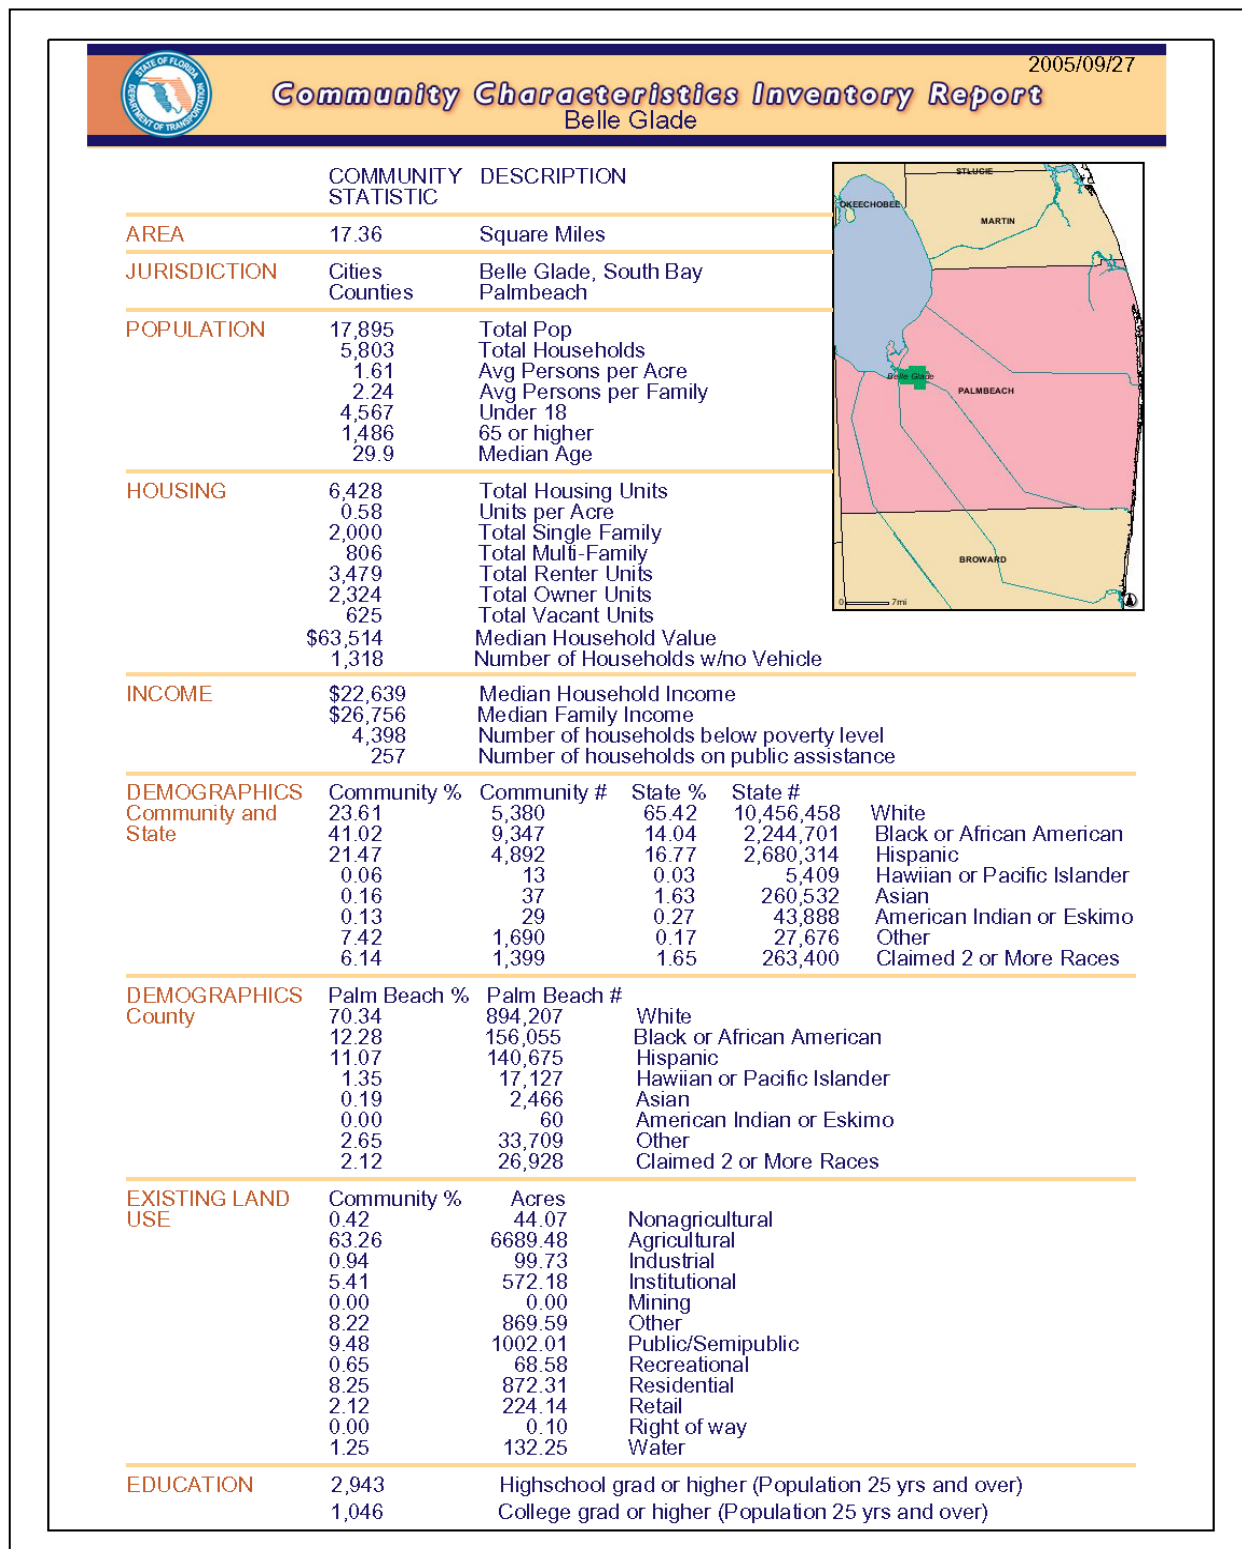 2005/09/27
STATE OF FLORIDA
DEPARTMENT OF TRANSPORTATION
Community Characteristics Inventory Report
Belle Glade
COMMUNITY STATISTIC DESCRIPTION
AREA 17.36 Square Miles
JURISDICTION Cities Belle Glade, South Bay
Counties Palmbeach
POPULATION 17,895 Total Pop
5,803 Total Households
1.61 Avg Persons per Acre
2.24 Avg Persons per Family
4,567 Under 18
1,486 65 or higher
29.9 Median Age
HOUSING 6,428 Total Housing Units
0.58 Units per Acre
2,000 Total Single Family
806 Total Multi-Family
3,479 Total Renter Units
2,324 Total Owner Units
625 Total Vacant Units
$63,514 Median Household Value
1,318 Number of Households w/no Vehicle
STLUCIE
OKEECHOBEE
MARTIN
Belle Glade
PALMBEACH
BROWARD
0 7mi
INCOME $22,639 Median Household Income
$26,756 Median Family Income
4,398 Number of households below poverty level
257 Number of households on public assistance
DEMOGRAPHICS Community % Community # State % State #
Community and 23.61 5,380 65.42 10,456,458 White
State 41.02 9,347 14.04 2,244,701 Black or African American
21.47 4,892 16.77 2,680,314 Hispanic
0.06 13 0.03 5,409 Hawiian or Pacific Islander
0.16 37 1.63 260,532 Asian
0.13 29 0.27 43,888 American Indian or Eskimo
7.42 1,690 0.17 27,676 Other
6.14 1,399 1.65 263,400 Claimed 2 or More Races
DEMOGRAPHICS Palm Beach % Palm Beach #
County 70.34 894,207 White
12.28 156,055 Black or African American
11.07 140,675 Hispanic
1.35 17,127 Hawiian or Pacific Islander
0.19 2,466 Asian
0.00 60 American Indian or Eskimo
2.65 33,709 Other
2.12 26,928 Claimed 2 or More Races
EXISTING LAND Community % Acres
USE 0.42 44.07 Nonagricultural
63.26 6689.48 Agricultural
0.94 99.73 Industrial
5.41 572.18 Institutional
0.00 0.00 Mining
8.22 869.59 Other
9.48 1002.01 Public/Semipublic
0.65 68.58 Recreational
8.25 872.31 Residential
2.12 224.14 Retail
0.00 0.10 Right of way
1.25 132.25 Water
EDUCATION 2,943 Highschool grad or higher (Population 25 yrs and over)
1,046 College grad or higher (Population 25 yrs and over)